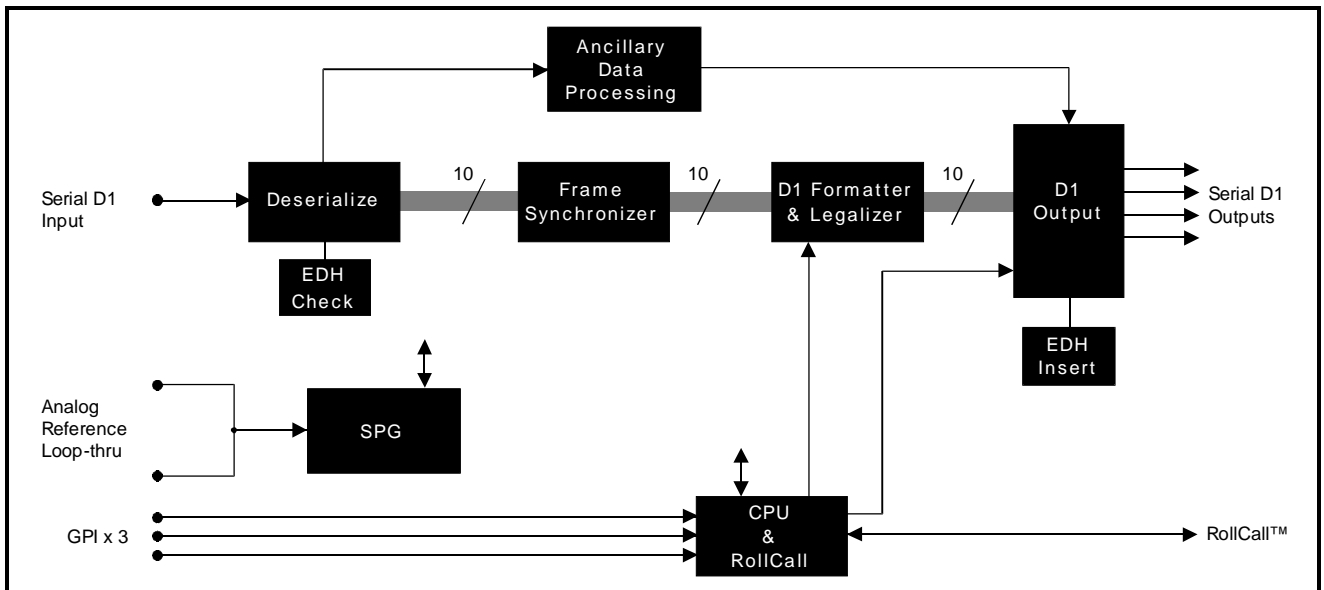 Ancillary
Data
Processing
Serial D1
Input
Deserialize
10
Frame
Synchronizer
10
D1 Formatter
& Legalizer
10
D1
Output
Serial D1
Outputs
EDH
Check
EDH
Insert
Analog
Reference
Loop-thru
SPG
GPI x 3
CPU
&
RollCall
RollCall™